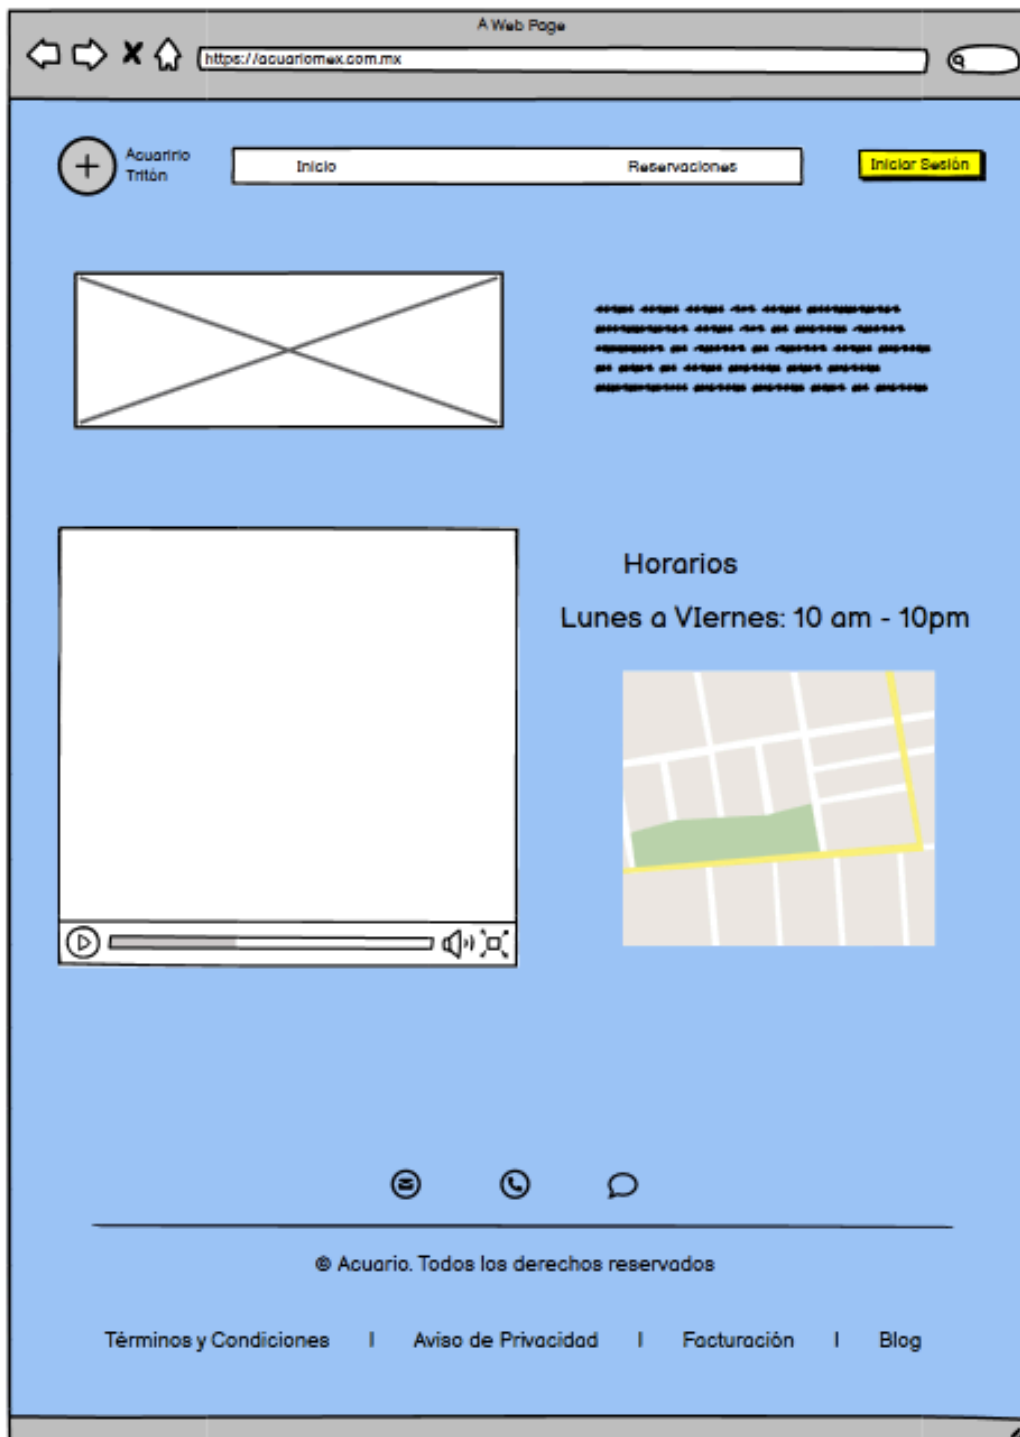 A Web Page
https://acuariomex.com.mx
Acuaririo
Tritón
Inicio
Reservaciones
Iniciar Sesión
Horarios
Lunes a VIernes: 10 am - 10pm
© Acuario. Todos los derechos reservados
Términos y Condiciones | Aviso de Privacidad | Facturación | Blog